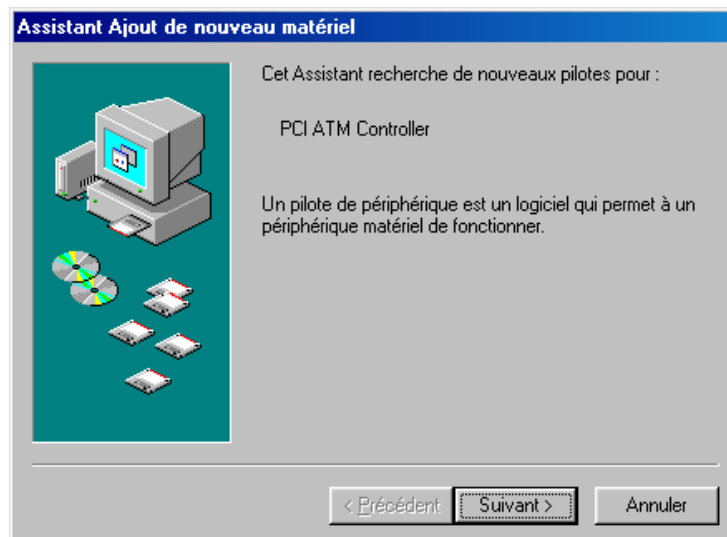 Assistant Ajout de nouveau matériel
Cet Assistant recherche de nouveaux pilotes pour :
PCI ATM Controller
Un pilote de périphérique est un logiciel qui permet à un
périphérique matériel de fonctionner.
< Précédent
Suivant >
Annuler